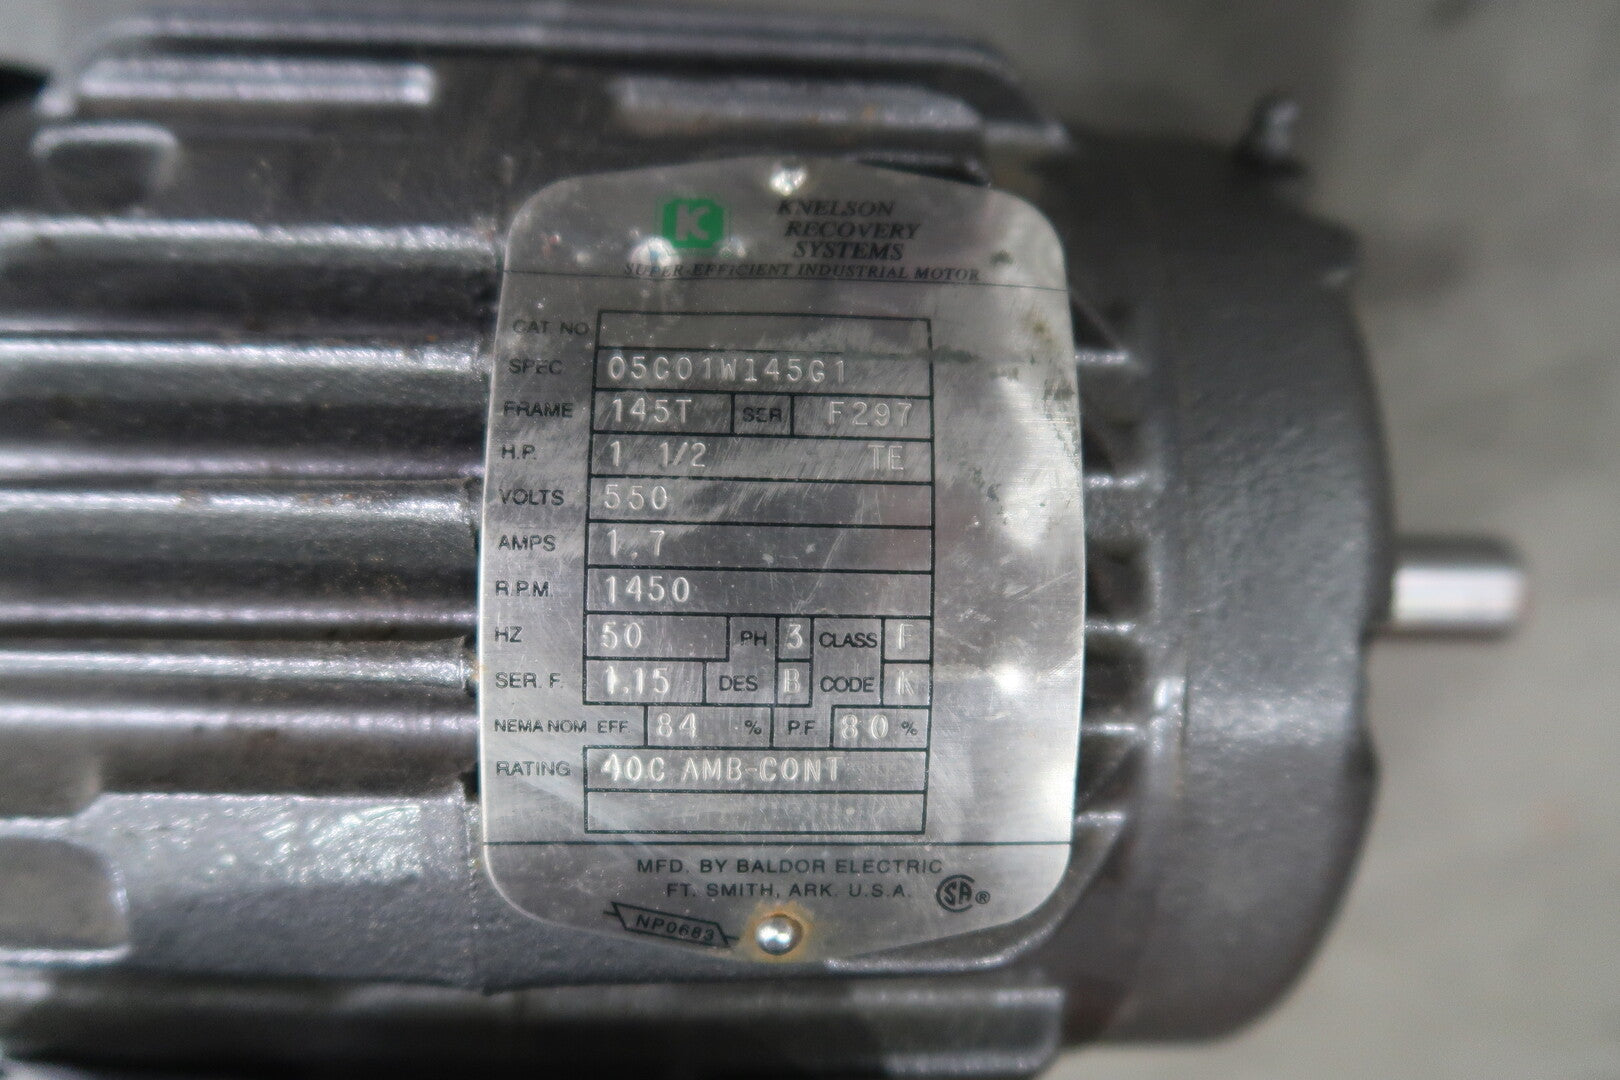 K
KNELSON
RECOVERY
SYSTEMS
SUPER-EFFICIENT INDUSTRIAL MOTOR
CAT NO
SPEC 05C01W145G1
FRAME 145T SER F297
H.P. 1 1/2 TE
VOLTS 550
AMPS 1.7
R.P.M. 1450
HZ 50 PH 3 CLASS F
SER. F. 1.15 DES B CODE K
NEMA NOM EFF. 84 % P.F 80 %
RATING 40C AMB-CONT
MFD. BY BALDOR ELECTRIC
FT. SMITH, ARK. U.S.A. SA®
NP0683